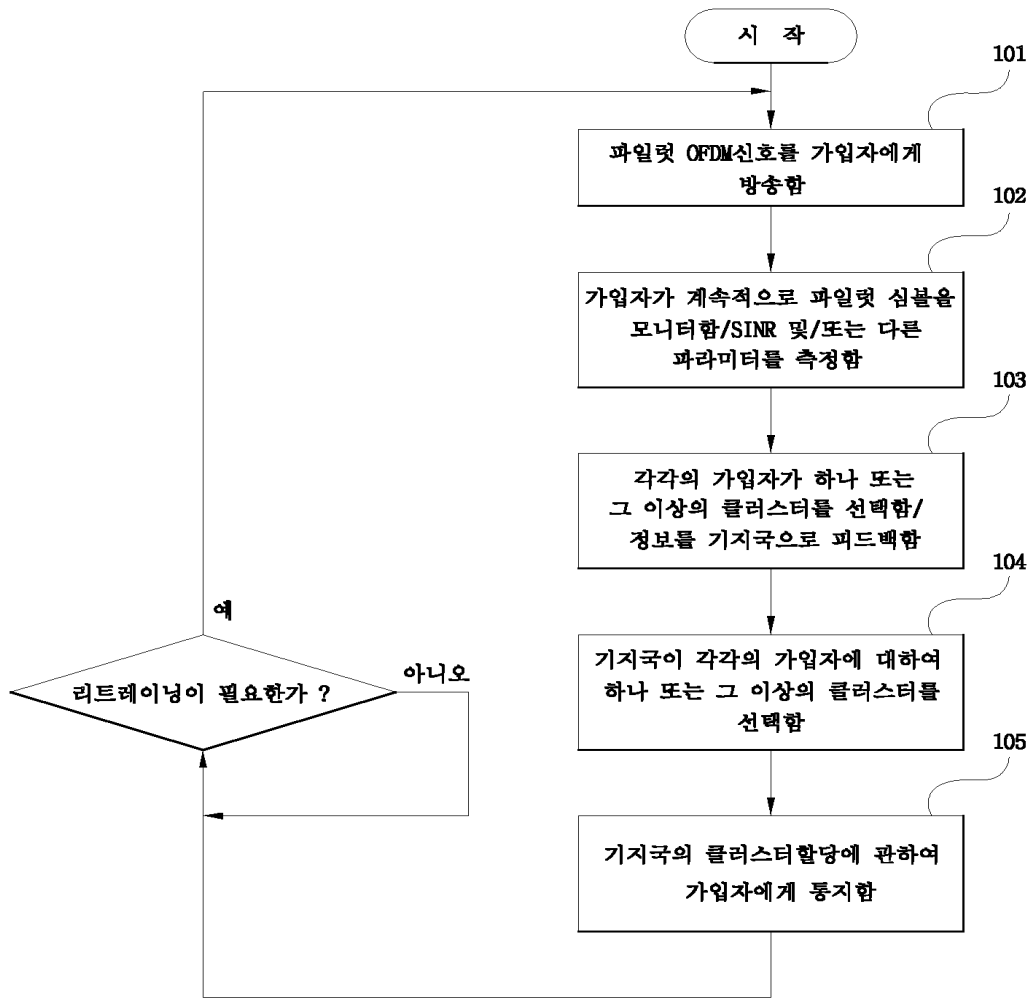 시 작
101
파일럿 OFDM신호를 가입자에게
방송함
102
가입자가 계속적으로 파일럿 심볼을
모니터함/SINR 및/또는 다른
파라미터를 측정함
103
각각의 가입자가 하나 또는
그 이상의 클러스터를 선택함/
정보를 기지국으로 피드백함
104
기지국이 각각의 가입자에 대하여
하나 또는 그 이상의 클러스터를
선택함
105
기지국의 클러스터할당에 관하여
가입자에게 통지함
예
리트레이닝이 필요한가 ?
아니오